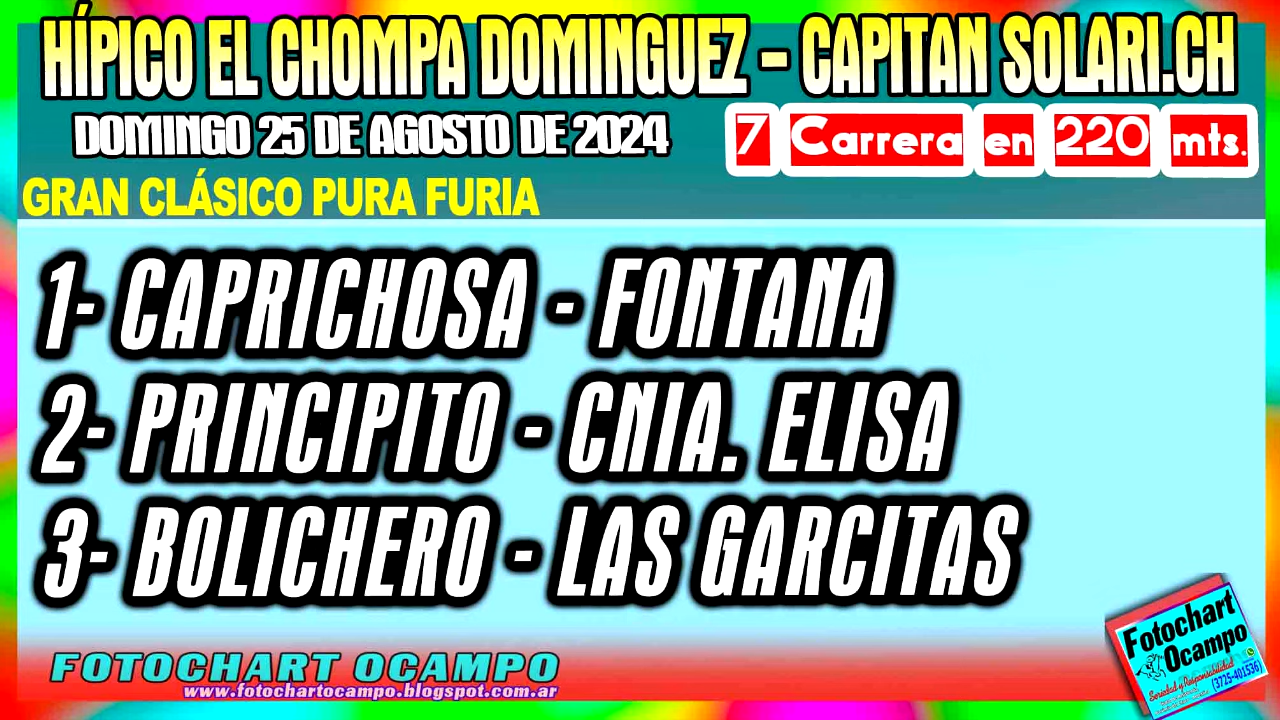 HÍPICO EL CHOMPA DOMINGUEZ - CAPITAN SOLARI.CH
DOMINGO 25 DE AGOSTO DE 2024
7 Carrera en 220 mts.
GRAN CLÁSICO PURA FURIA
1- CAPRICHOSA - FONTANA
2- PRINCIPITO - CNIA. ELISA
3- BOLICHERO - LAS GARCITAS
FOTOCHART OCAMPO
www.fotochartocampo.blogspot.com.ar
Fotochart
Ocampo
Seriedad y Responsabilidad
(3725-401536)